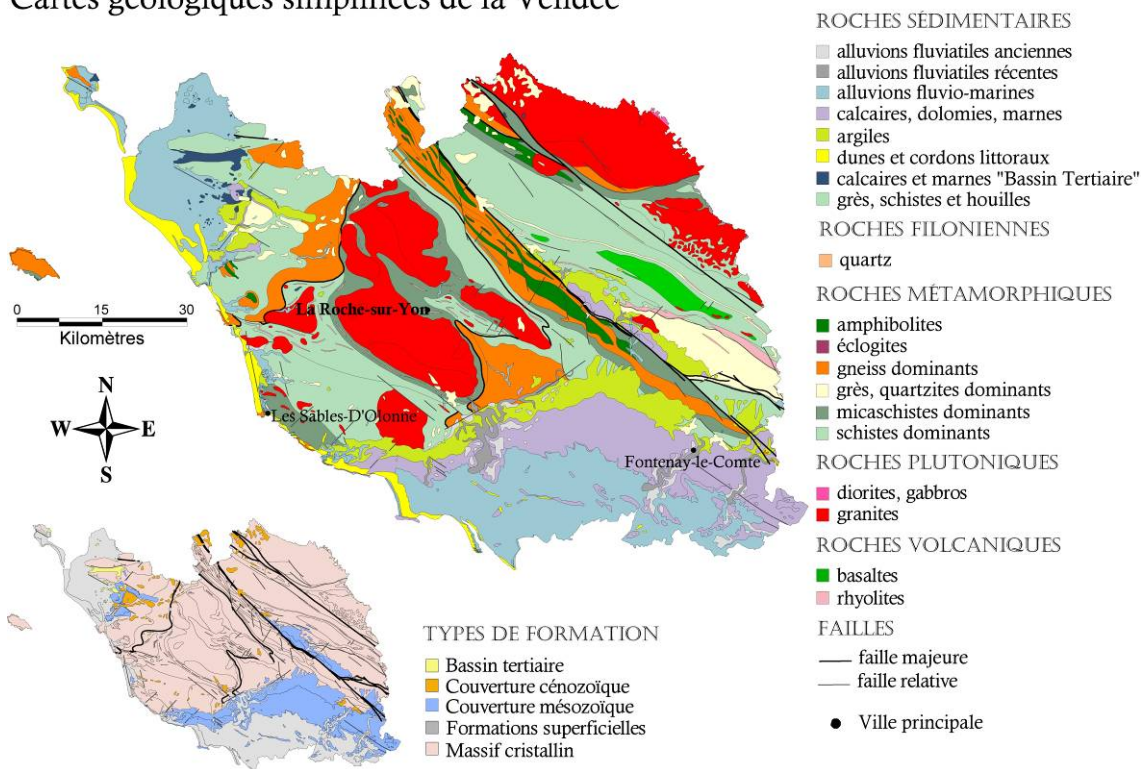 Cartes géologiques simplifiées de la Vendée
ROCHES SÉDIMENTAIRES
alluvions fluviatiles anciennes
alluvions fluviatiles récentes
alluvions fluvio-marines
calcaires, dolomies, marnes
argiles
dunes et cordons littoraux
calcaires et marnes "Bassin Tertiaire"
grès, schistes et houilles
ROCHES FILONIENNES
quartz
ROCHES MÉTAMORPHIQUES
amphibolites
éclogites
gneiss dominants
grès, quartzites dominants
micaschistes dominants
schistes dominants
ROCHES PLUTONIQUES
diorites, gabbros
granites
ROCHES VOLCANIQUES
basaltes
rhyolites
FAILLES
faille majeure
faille relative
Ville principale
La Roche-sur-Yon
Les Sables-D'Olonne
Fontenay-le-Comte
0 15 30
Kilomètres
N
W E
S
TYPES DE FORMATION
Bassin tertiaire
Couverture cénozoïque
Couverture mésozoïque
Formations superficielles
Massif cristallin